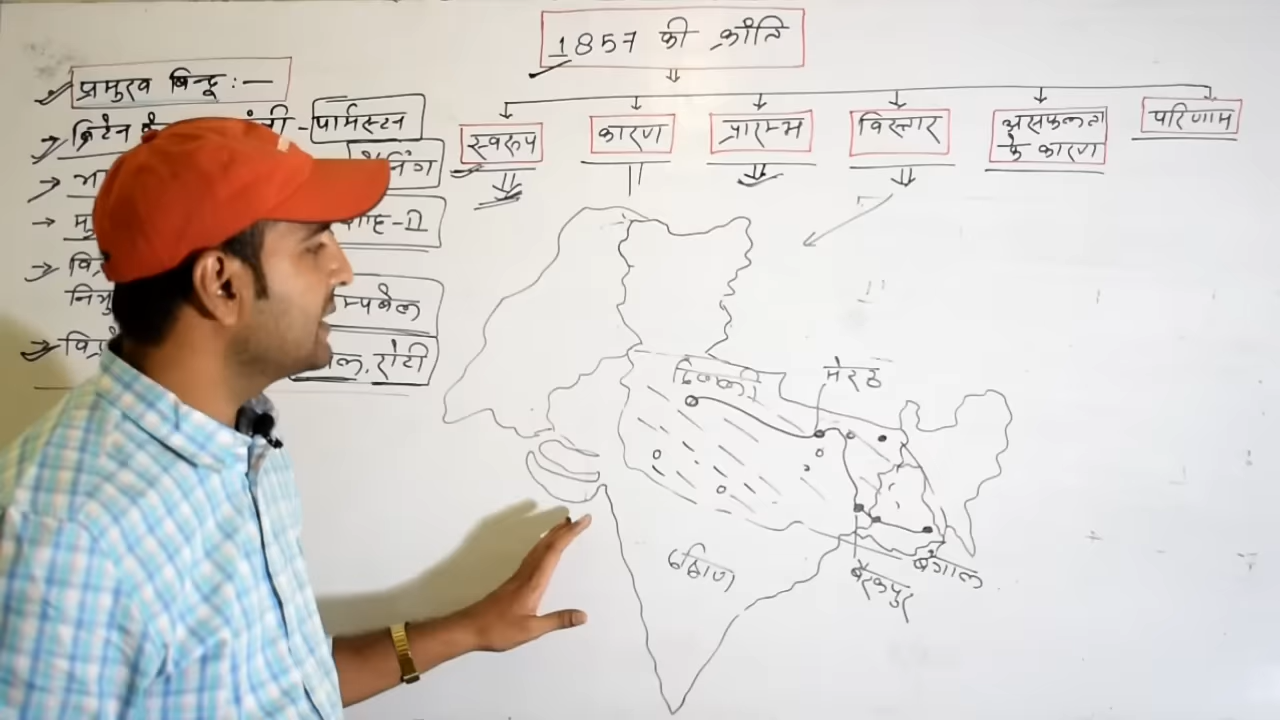 1857 की क्रांति
स्वरूप
कारण
प्रारम्भ
विस्तार
असफलता
के कारण
परिणाम
प्रमुख बिन्दू :—
ब्रिटेन के
पार्मस्टन
शाह-II
म्पबेल
रोटी
दिल्ली
मेरठ
दक्षिण
बैरकपुर
बंगाल